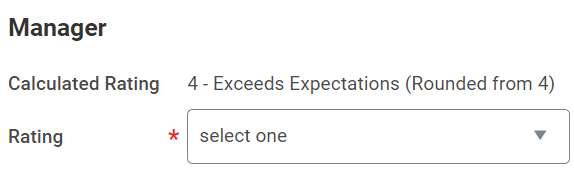 Manager
Calculated Rating 4 - Exceeds Expectations (Rounded from 4)
Rating * select one